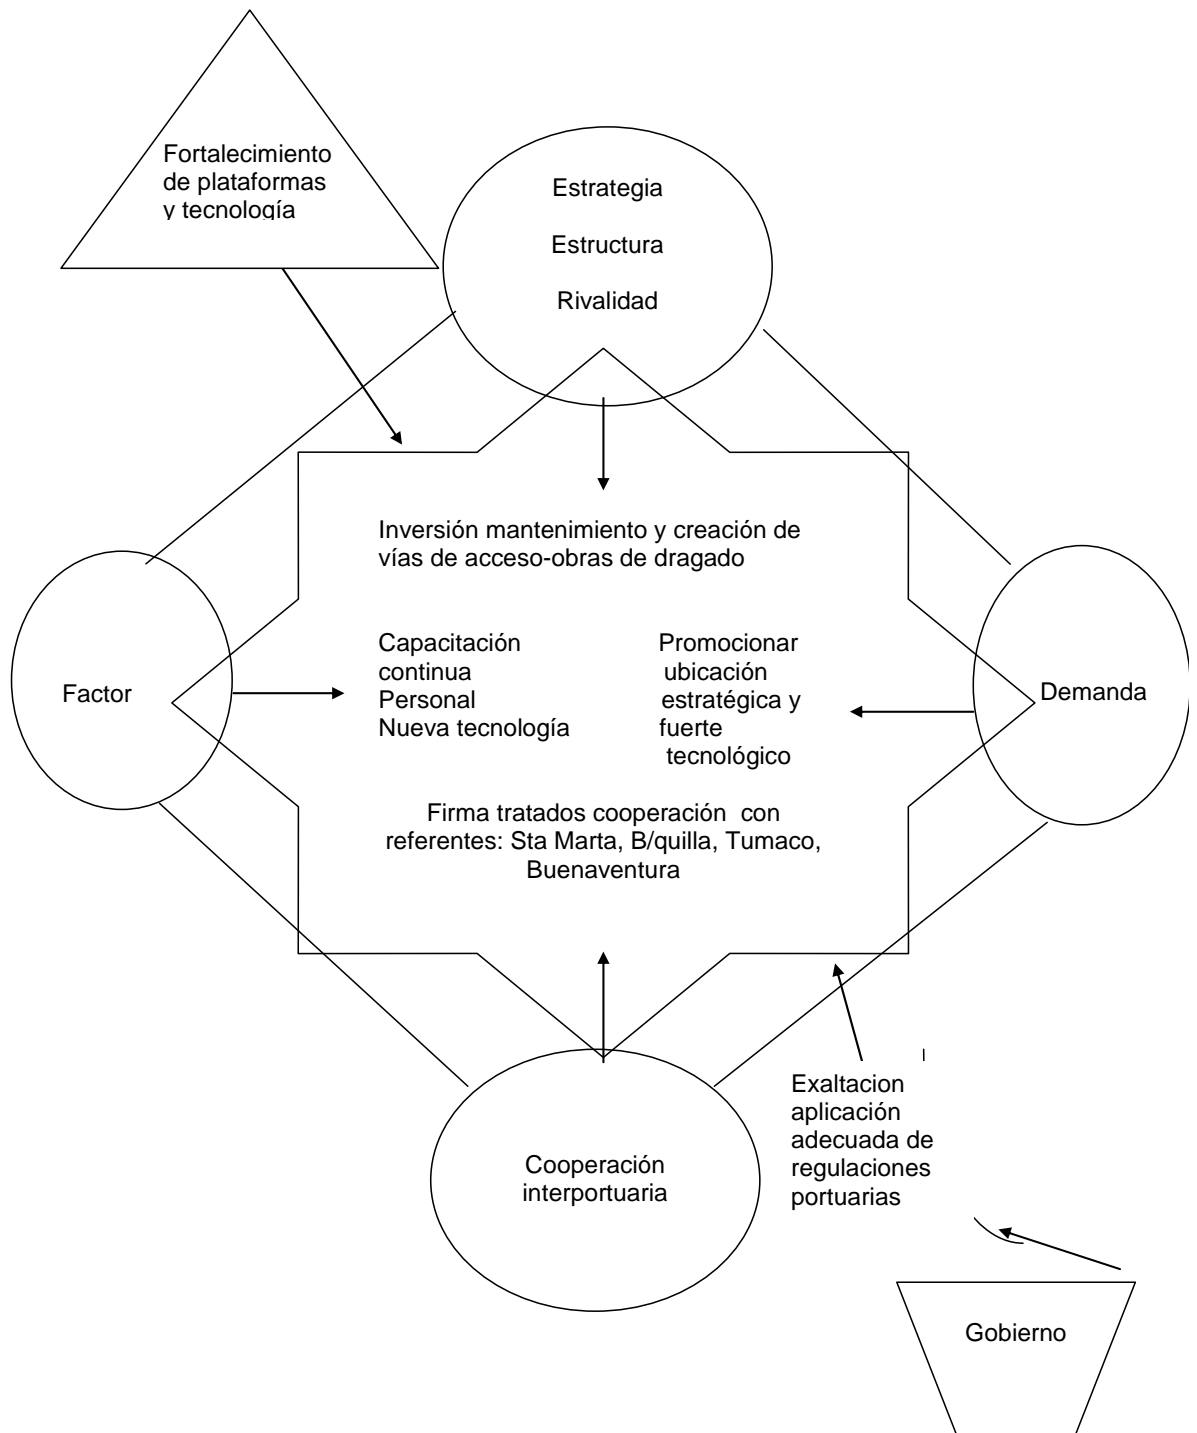 Fortalecimiento
de plataformas
y tecnología
Estrategia
Estructura
Rivalidad
Inversión mantenimiento y creación de
vías de acceso-obras de dragado
Capacitación
continua
Personal
Nueva tecnología
Promocionar
ubicación
estratégica y
fuerte
tecnológico
Factor
Demanda
Firma tratados cooperación con
referentes: Sta Marta, B/quilla, Tumaco,
Buenaventura
Exaltacion
aplicación
adecuada de
regulaciones
portuarias
Cooperación
interportuaria
Gobierno